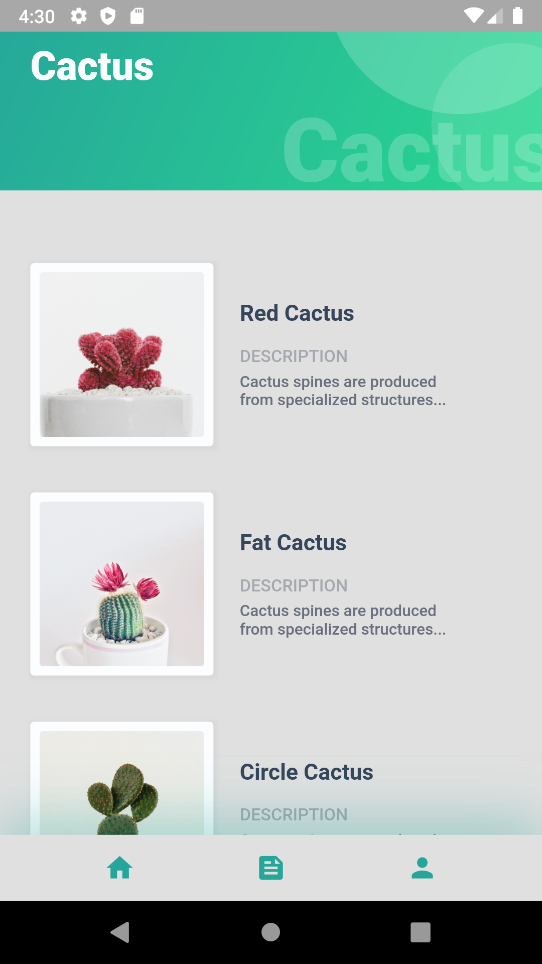 4:30
Cactus
Cactus
Red Cactus
DESCRIPTION
Cactus spines are produced
from specialized structures...
Fat Cactus
DESCRIPTION
Cactus spines are produced
from specialized structures...
Circle Cactus
DESCRIPTION